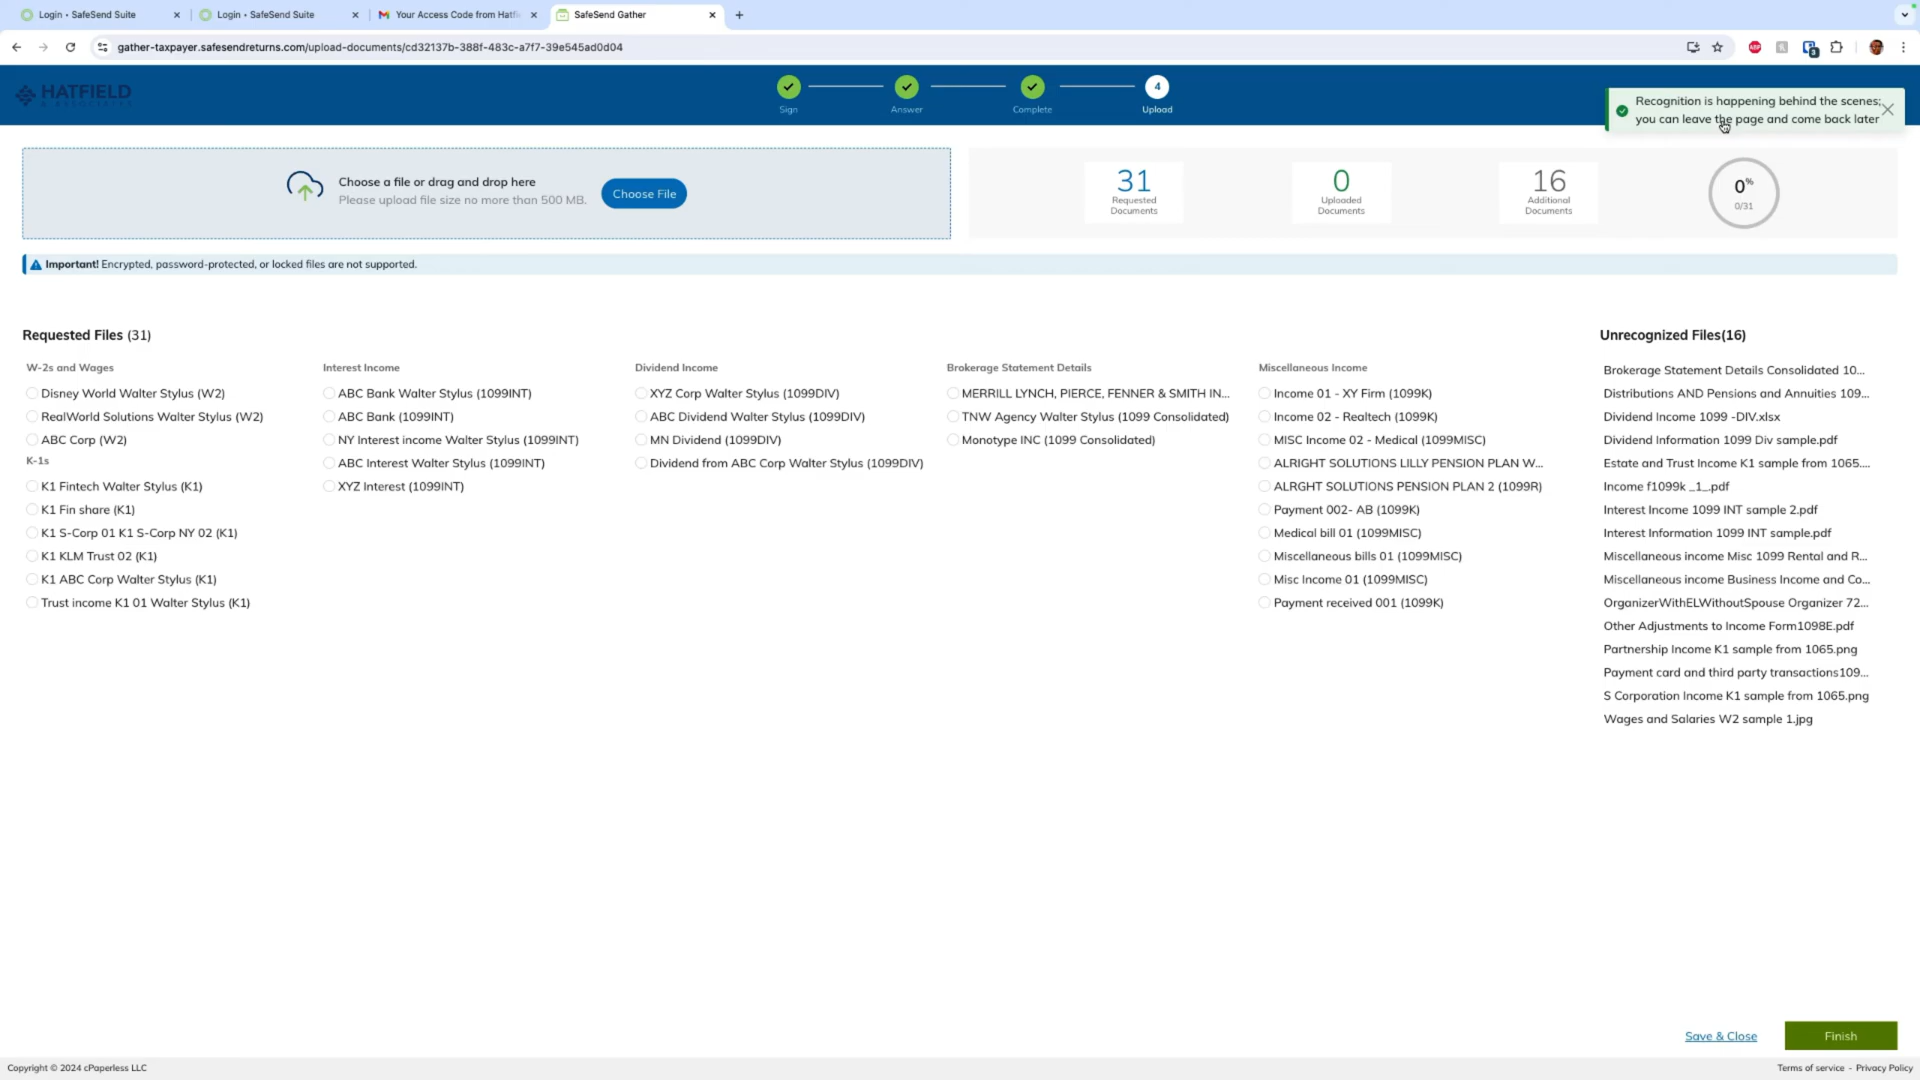 Login • SafeSend Suite
Login • SafeSend Suite
Your Access Code from Hatfi
SafeSend Gather
gather-taxpayer.safesendreturns.com/upload-documents/cd32137b-388f-483c-a7f7-39e545ad0d04
HATFIELD
Sign
Answer
Complete
4
Upload
Recognition is happening behind the scenes;
you can leave the page and come back later
Choose a file or drag and drop here
Please upload file size no more than 500 MB.
Choose File
31
Requested
Documents
0
Uploaded
Documents
16
Additional
Documents
0%
0/31
Important! Encrypted, password-protected, or locked files are not supported.
Requested Files (31)
W-2s and Wages
Disney World Walter Stylus (W2)
RealWorld Solutions Walter Stylus (W2)
ABC Corp (W2)
K-1s
K1 Fintech Walter Stylus (K1)
K1 Fin share (K1)
K1 S-Corp 01 K1 S-Corp NY 02 (K1)
K1 KLM Trust 02 (K1)
K1 ABC Corp Walter Stylus (K1)
Trust income K1 01 Walter Stylus (K1)
Interest Income
ABC Bank Walter Stylus (1099INT)
ABC Bank (1099INT)
NY Interest income Walter Stylus (1099INT)
ABC Interest Walter Stylus (1099INT)
XYZ Interest (1099INT)
Dividend Income
XYZ Corp Walter Stylus (1099DIV)
ABC Dividend Walter Stylus (1099DIV)
MN Dividend (1099DIV)
Dividend from ABC Corp Walter Stylus (1099DIV)
Brokerage Statement Details
MERRILL LYNCH, PIERCE, FENNER & SMITH IN...
TNW Agency Walter Stylus (1099 Consolidated)
Monotype INC (1099 Consolidated)
Miscellaneous Income
Income 01 - XY Firm (1099K)
Income 02 - Realtech (1099K)
MISC Income 02 - Medical (1099MISC)
ALRIGHT SOLUTIONS LILLY PENSION PLAN W...
ALRGHT SOLUTIONS PENSION PLAN 2 (1099R)
Payment 002- AB (1099K)
Medical bill 01 (1099MISC)
Miscellaneous bills 01 (1099MISC)
Misc Income 01 (1099MISC)
Payment received 001 (1099K)
Unrecognized Files(16)
Brokerage Statement Details Consolidated 10...
Distributions AND Pensions and Annuities 109...
Dividend Income 1099 -DIV.xlsx
Dividend Information 1099 Div sample.pdf
Estate and Trust Income K1 sample from 1065....
Income f1099k _1_.pdf
Interest Income 1099 INT sample 2.pdf
Interest Information 1099 INT sample.pdf
Miscellaneous income Misc 1099 Rental and R...
Miscellaneous income Business Income and Co...
OrganizerWithELWithoutSpouse Organizer 72...
Other Adjustments to Income Form1098E.pdf
Partnership Income K1 sample from 1065.png
Payment card and third party transactions109...
S Corporation Income K1 sample from 1065.png
Wages and Salaries W2 sample 1.jpg
Save & Close
Finish
Copyright © 2024 cPaperless LLC
Terms of service - Privacy Policy